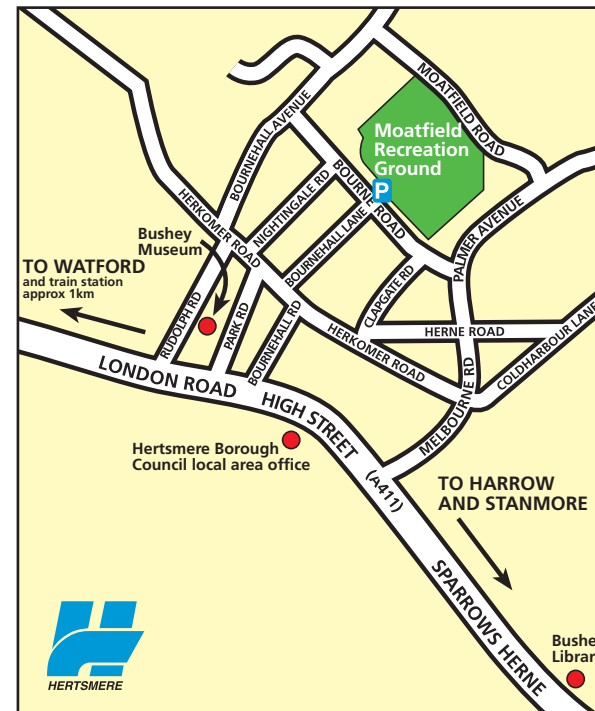 MOATFIELD ROAD
Moatfield
Recreation
Ground
P
BOURNEHALL AVENUE
BOURNE ROAD
NIGHTINGALE RD
HERKOMER ROAD
BOURNEHALL LANE
PALMER AVENUE
Bushey
Museum
TO WATFORD
and train station
approx 1km
CLAPGATE RD
RUDOLPH RD
PARK RD
BOURNEHALL RD
HERKOMER ROAD
HERNE ROAD
COLDHARBOUR LANE
LONDON ROAD
HIGH STREET
MELBOURNE RD
Hertsmere Borough
Council local area office
(A411)
TO HARROW
AND STANMORE
SPARROWS HERNE
Bushe
Librar
HERTSMERE